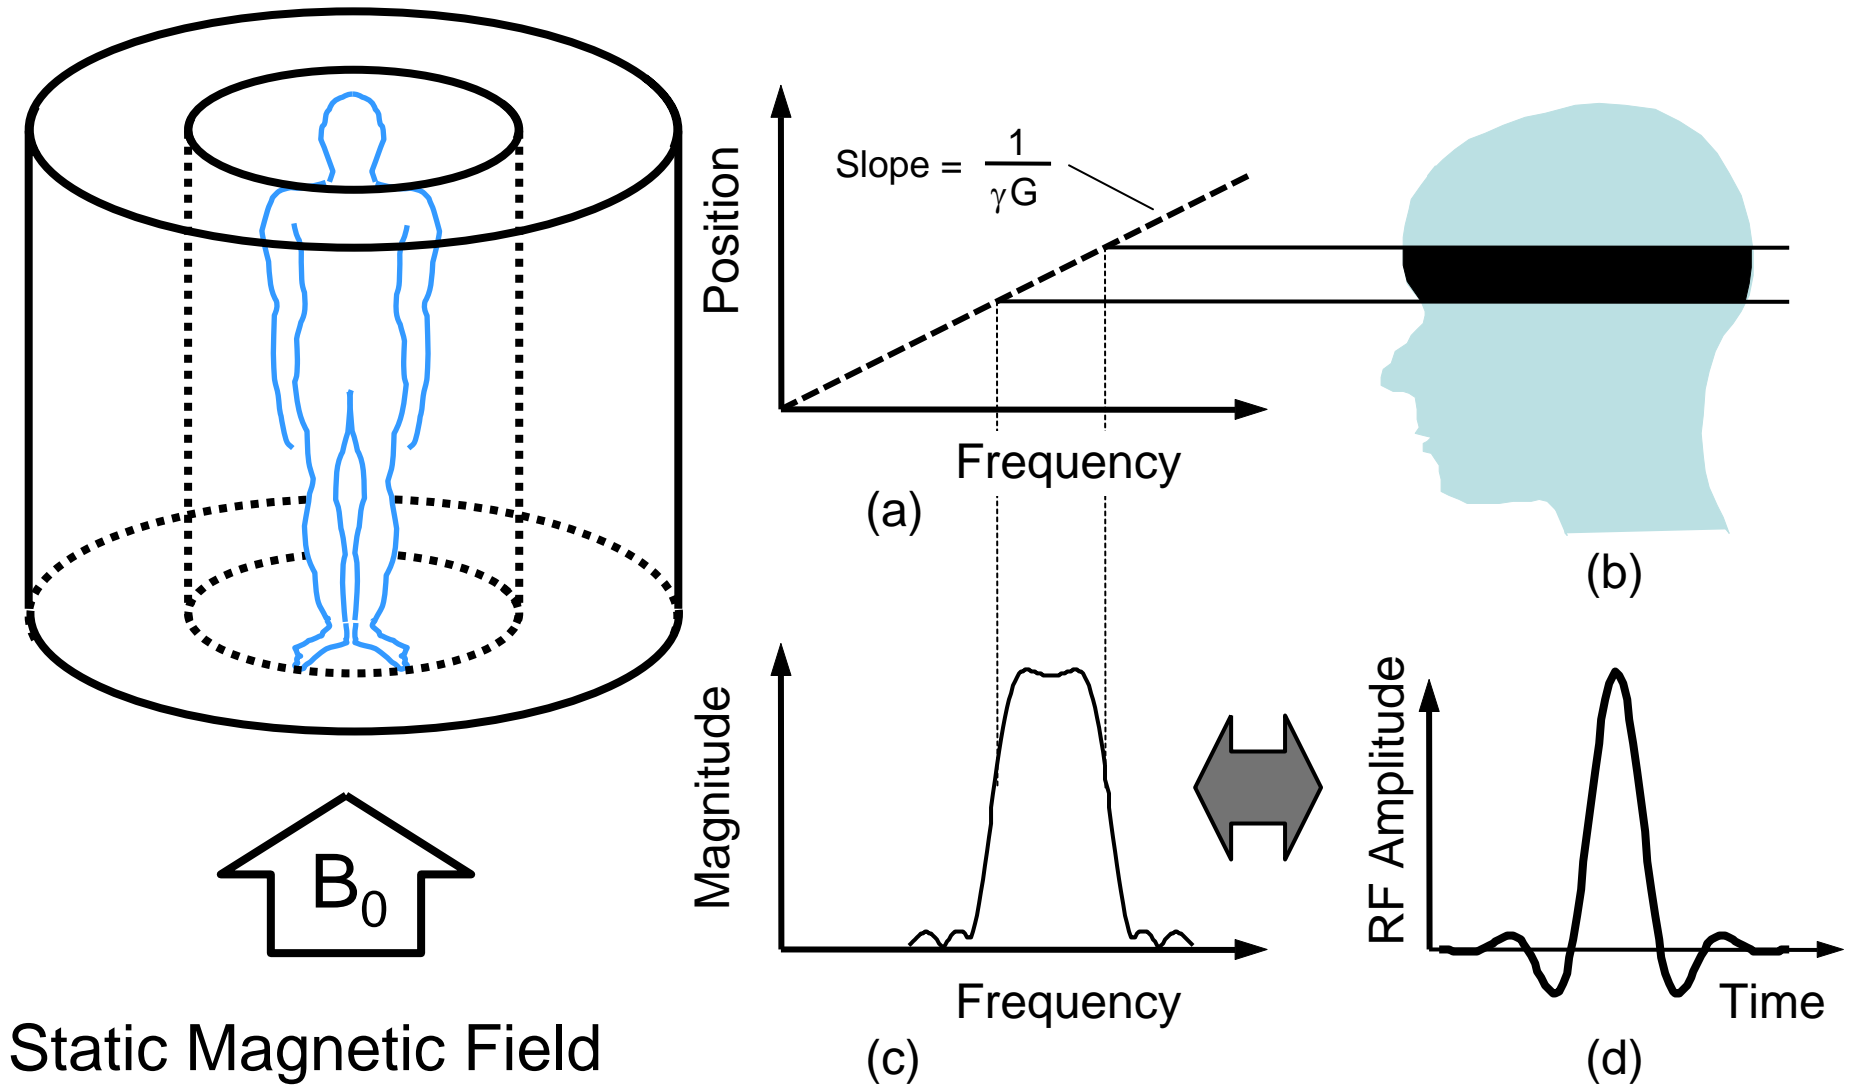 B0
Static Magnetic Field
Position
Slope = 1
γG
Frequency
(a)
(b)
Magnitude
Frequency
(c)
RF Amplitude
Time
(d)